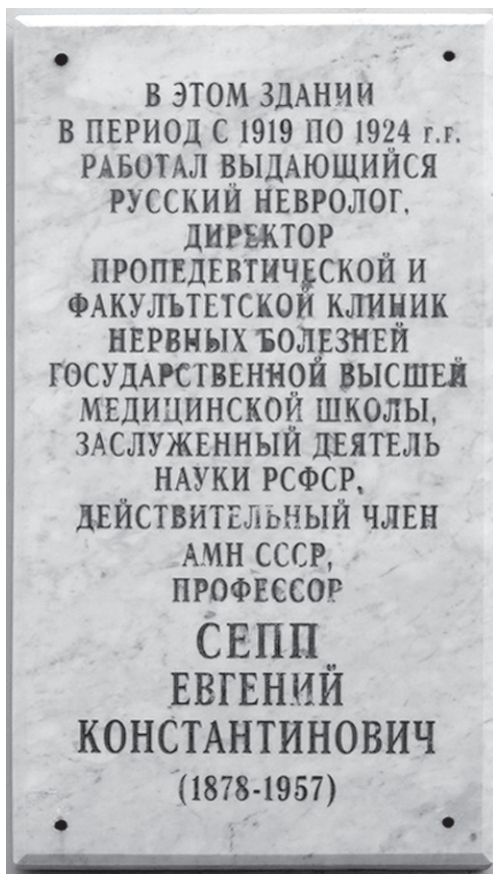 В ЭТОМ ЗДАНИИ
В ПЕРИОД С 1919 ПО 1924 г.г.
РАБОТАЛ ВЫДАЮЩИЙСЯ
РУССКИЙ НЕВРОЛОГ,
ДИРЕКТОР
ПРОПЕДЕВТИЧЕСКОЙ И
ФАКУЛЬТЕТСКОЙ КЛИНИК
НЕРВНЫХ БОЛЕЗНЕЙ
ГОСУДАРСТВЕННОЙ ВЫСШЕЙ
МЕДИЦИНСКОЙ ШКОЛЫ,
ЗАСЛУЖЕННЫЙ ДЕЯТЕЛЬ
НАУКИ РСФСР,
ДЕЙСТВИТЕЛЬНЫЙ ЧЛЕН
АМН СССР,
ПРОФЕССОР
СЕПП
ЕВГЕНИЙ
КОНСТАНТИНОВИЧ
(1878-1957)